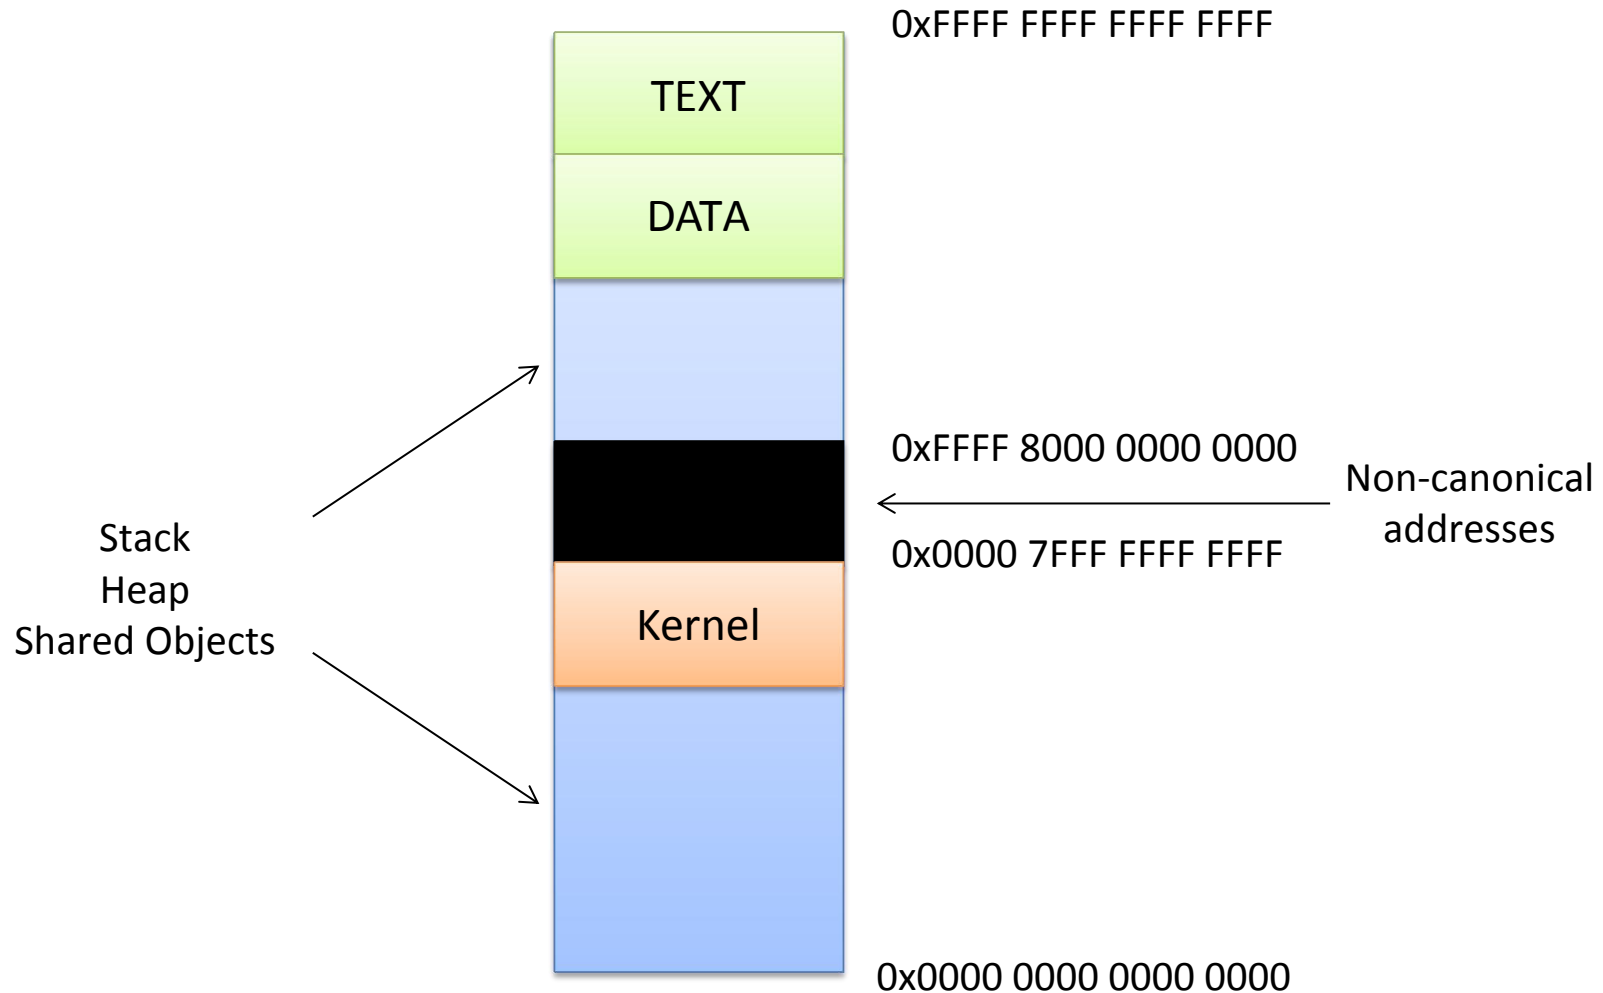 0xFFFF FFFF FFFF FFFF
TEXT
DATA
0xFFFF 8000 0000 0000
Non-canonical
addresses
0x0000 7FFF FFFF FFFF
Stack
Heap
Shared Objects
Kernel
0x0000 0000 0000 0000